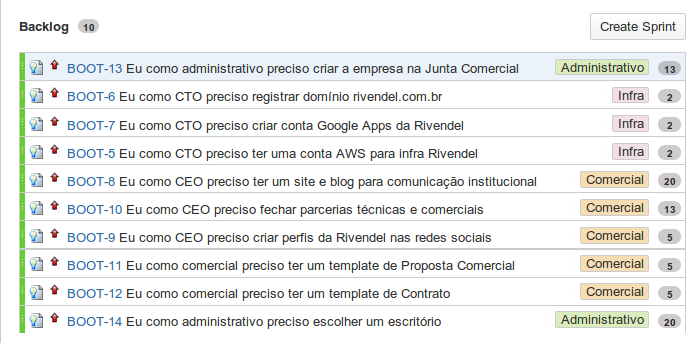 Backlog 10 Create Sprint
BOOT-13 Eu como administrativo preciso criar a empresa na Junta Comercial Administrativo 13
BOOT-6 Eu como CTO preciso registrar domínio rivendel.com.br Infra 2
BOOT-7 Eu como CTO preciso criar conta Google Apps da Rivendel Infra 2
BOOT-5 Eu como CTO preciso ter uma conta AWS para infra Rivendel Infra 2
BOOT-8 Eu como CEO preciso ter um site e blog para comunicação institucional Comercial 20
BOOT-10 Eu como CEO preciso fechar parcerias técnicas e comerciais Comercial 13
BOOT-9 Eu como CEO preciso criar perfis da Rivendel nas redes sociais Comercial 5
BOOT-11 Eu como comercial preciso ter um template de Proposta Comercial Comercial 5
BOOT-12 Eu como comercial preciso ter um template de Contrato Comercial 5
BOOT-14 Eu como administrativo preciso escolher um escritório Administrativo 20